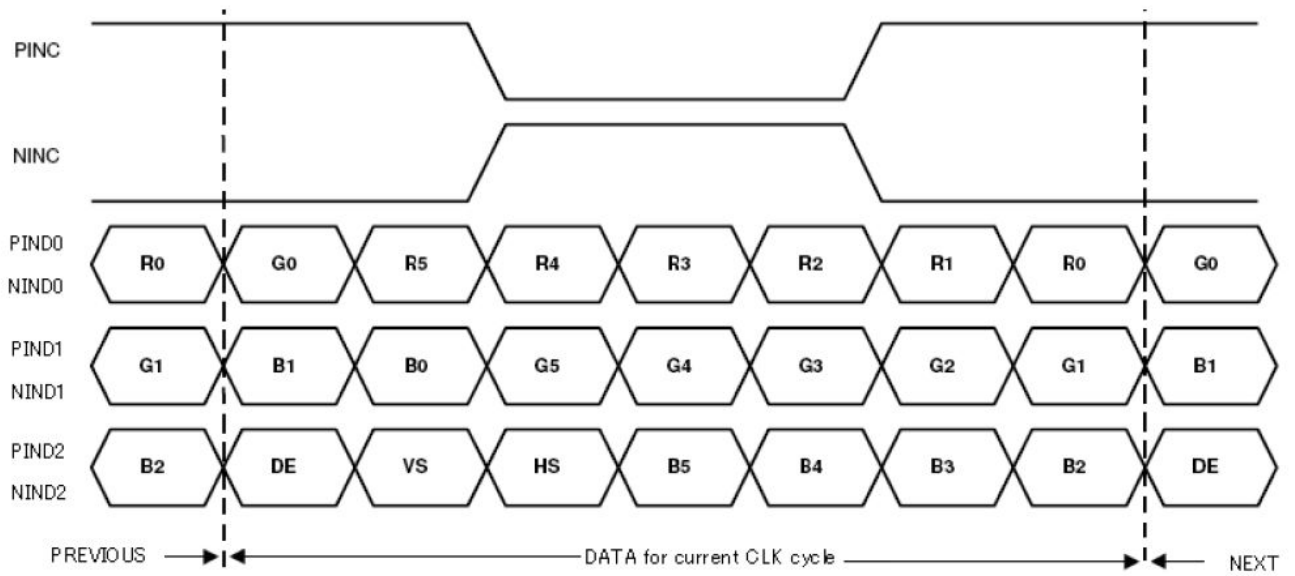 PINC
NINC
PIND0
NIND0
R0 G0 R5 R4 R3 R2 R1 R0 G0
PIND1
NIND1
G1 B1 B0 G5 G4 G3 G2 G1 B1
PIND2
NIND2
B2 DE VS HS B5 B4 B3 B2 DE
PREVIOUS DATA for current CLK cycle NEXT